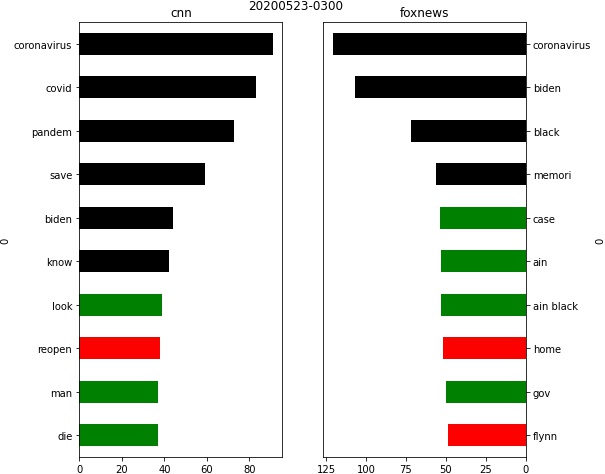 20200523-0300
cnn
foxnews
coronavirus
covid
pandem
save
biden
know
look
reopen
man
die
0
0 20 40 60 80
coronavirus
biden
black
memori
case
ain
ain black
home
gov
flynn
0
125 100 75 50 25 0